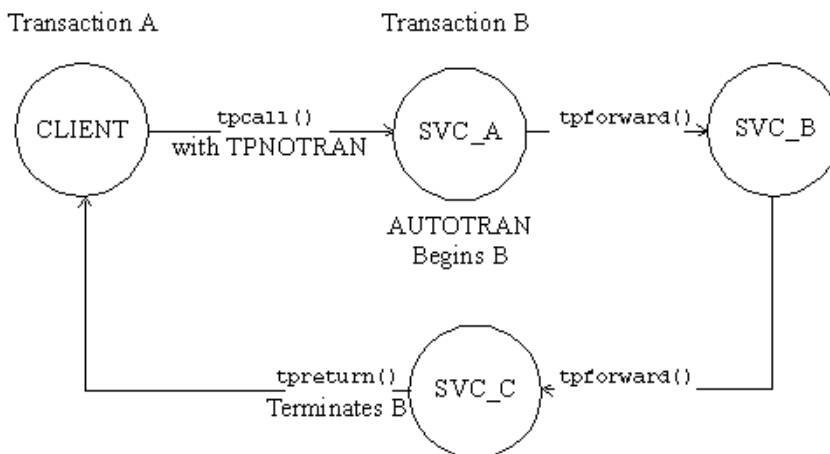 Transaction A
Transaction B
CLIENT
tpcall()
with TPNOTRAN
SVC_A
tpforward()
SVC_B
AUTOTRAN
Begins B
tpreturn()
Terminates B
SVC_C
tpforward()